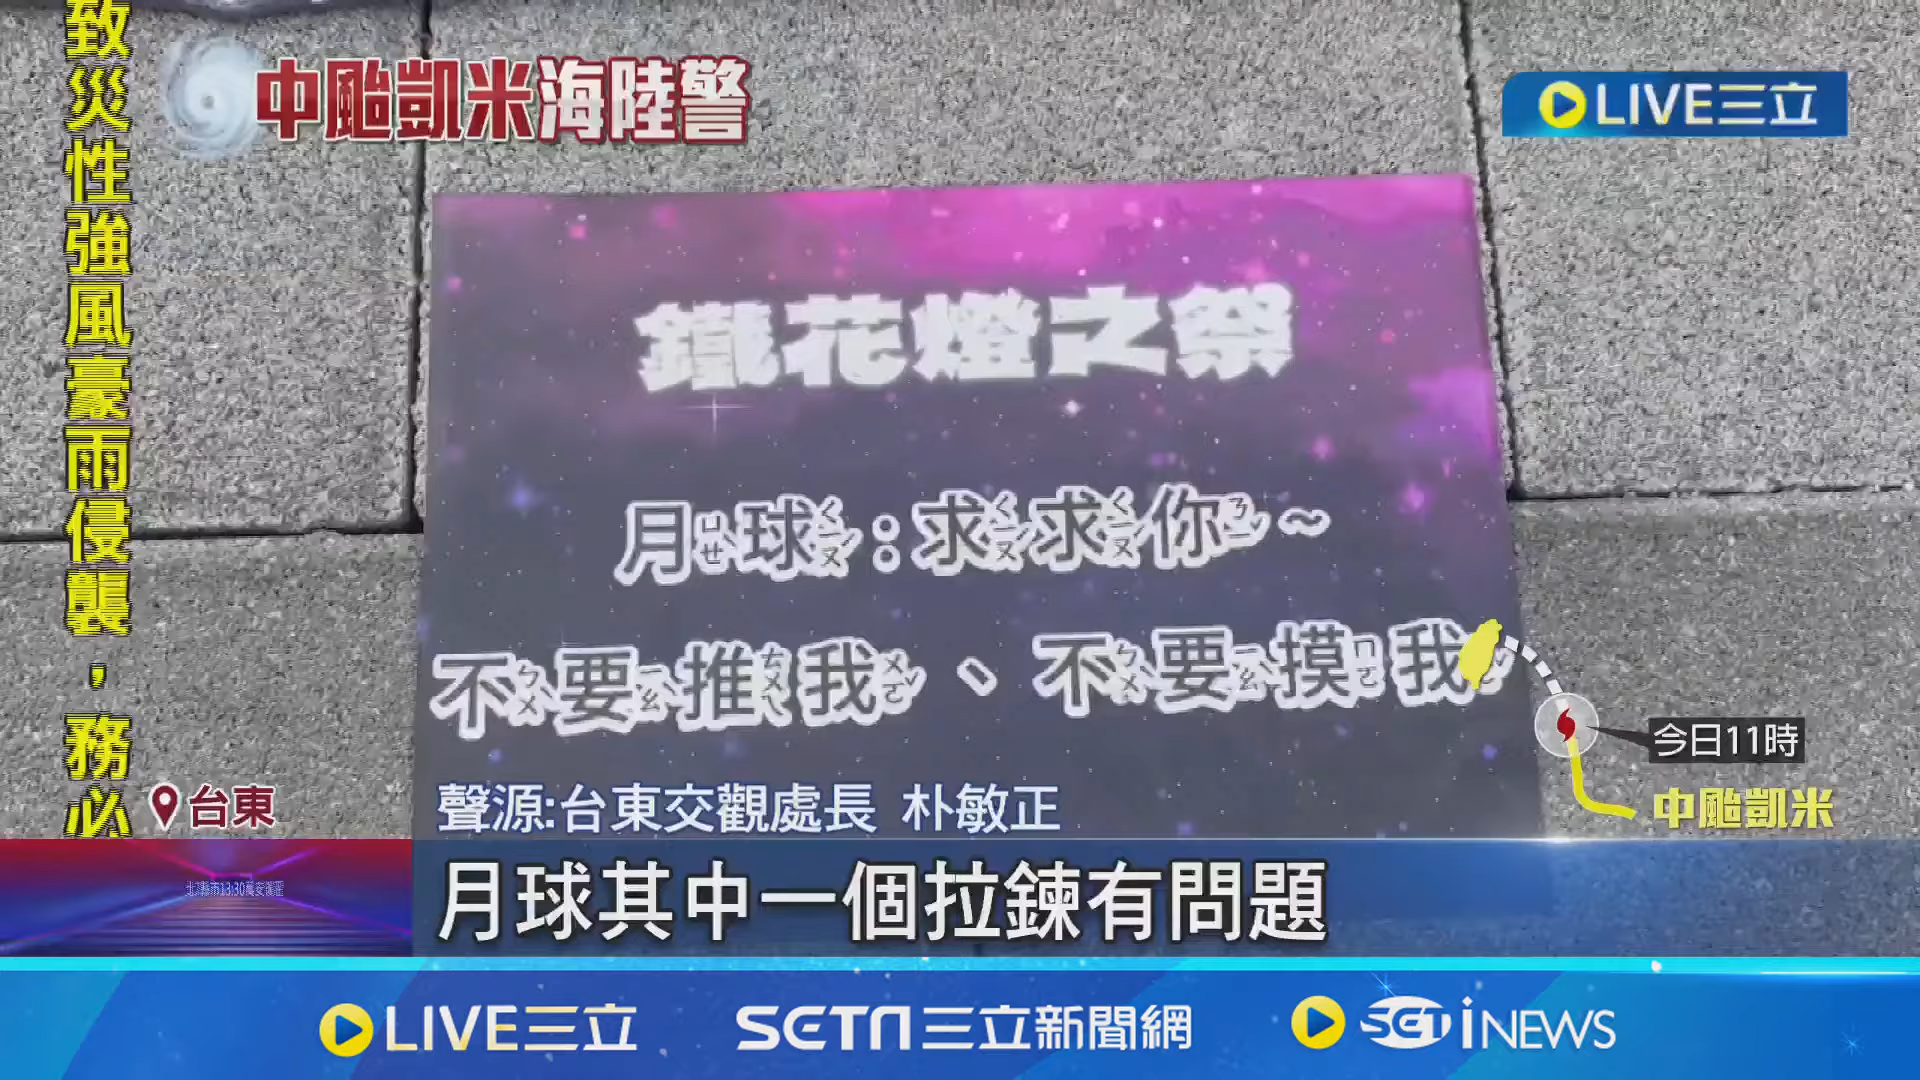 致災性強風豪雨侵襲，務必
中颱凱米海陸警
LIVE三立
鐵花燈之祭
月球：求求你~
不要推我、不要摸我
今日11時
中颱凱米
台東
聲源:台東交觀處長 朴敏正
月球其中一個拉鍊有問題
LIVE三立
SETN三立新聞網
SET iNEWS